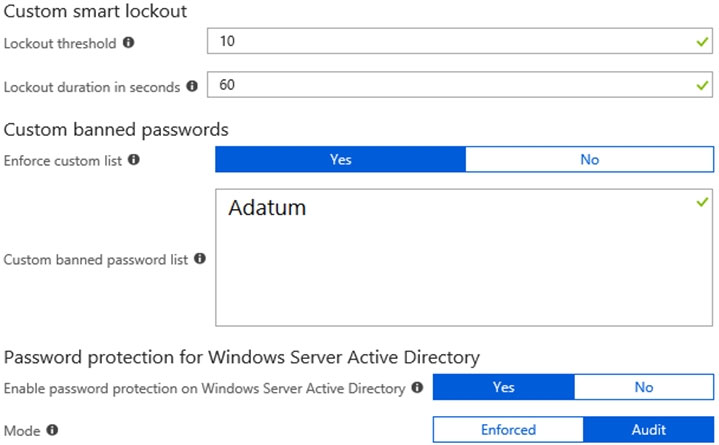 Custom smart lockout
Lockout threshold 10
Lockout duration in seconds 60
Custom banned passwords
Enforce custom list Yes No
Adatum
Custom banned password list
Password protection for Windows Server Active Directory
Enable password protection on Windows Server Active Directory Yes No
Mode Enforced Audit